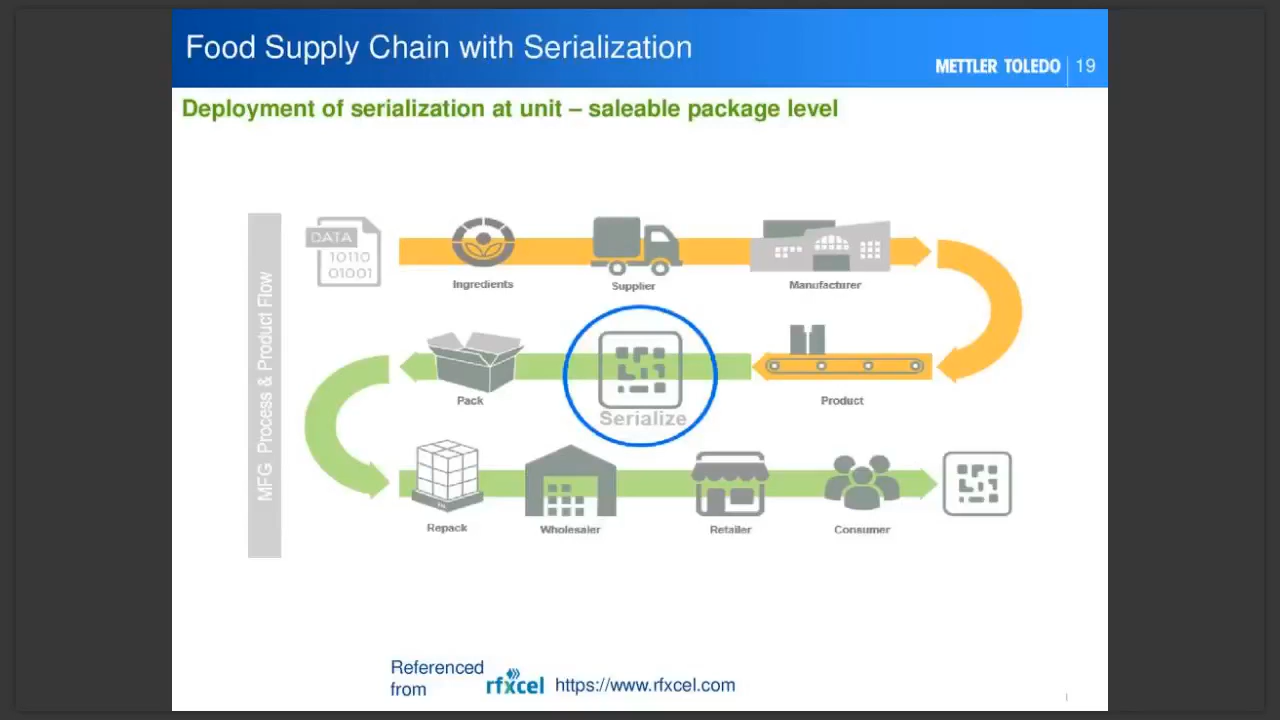 Food Supply Chain with Serialization
METTLER TOLEDO 19
Deployment of serialization at unit – saleable package level
MFG Process & Product Flow
DATA
10110
01001
Ingredients
Supplier
Manufacturer
Pack
Serialize
Product
Repack
Wholesaler
Retailer
Consumer
Referenced
from
rfxcel https://www.rfxcel.com